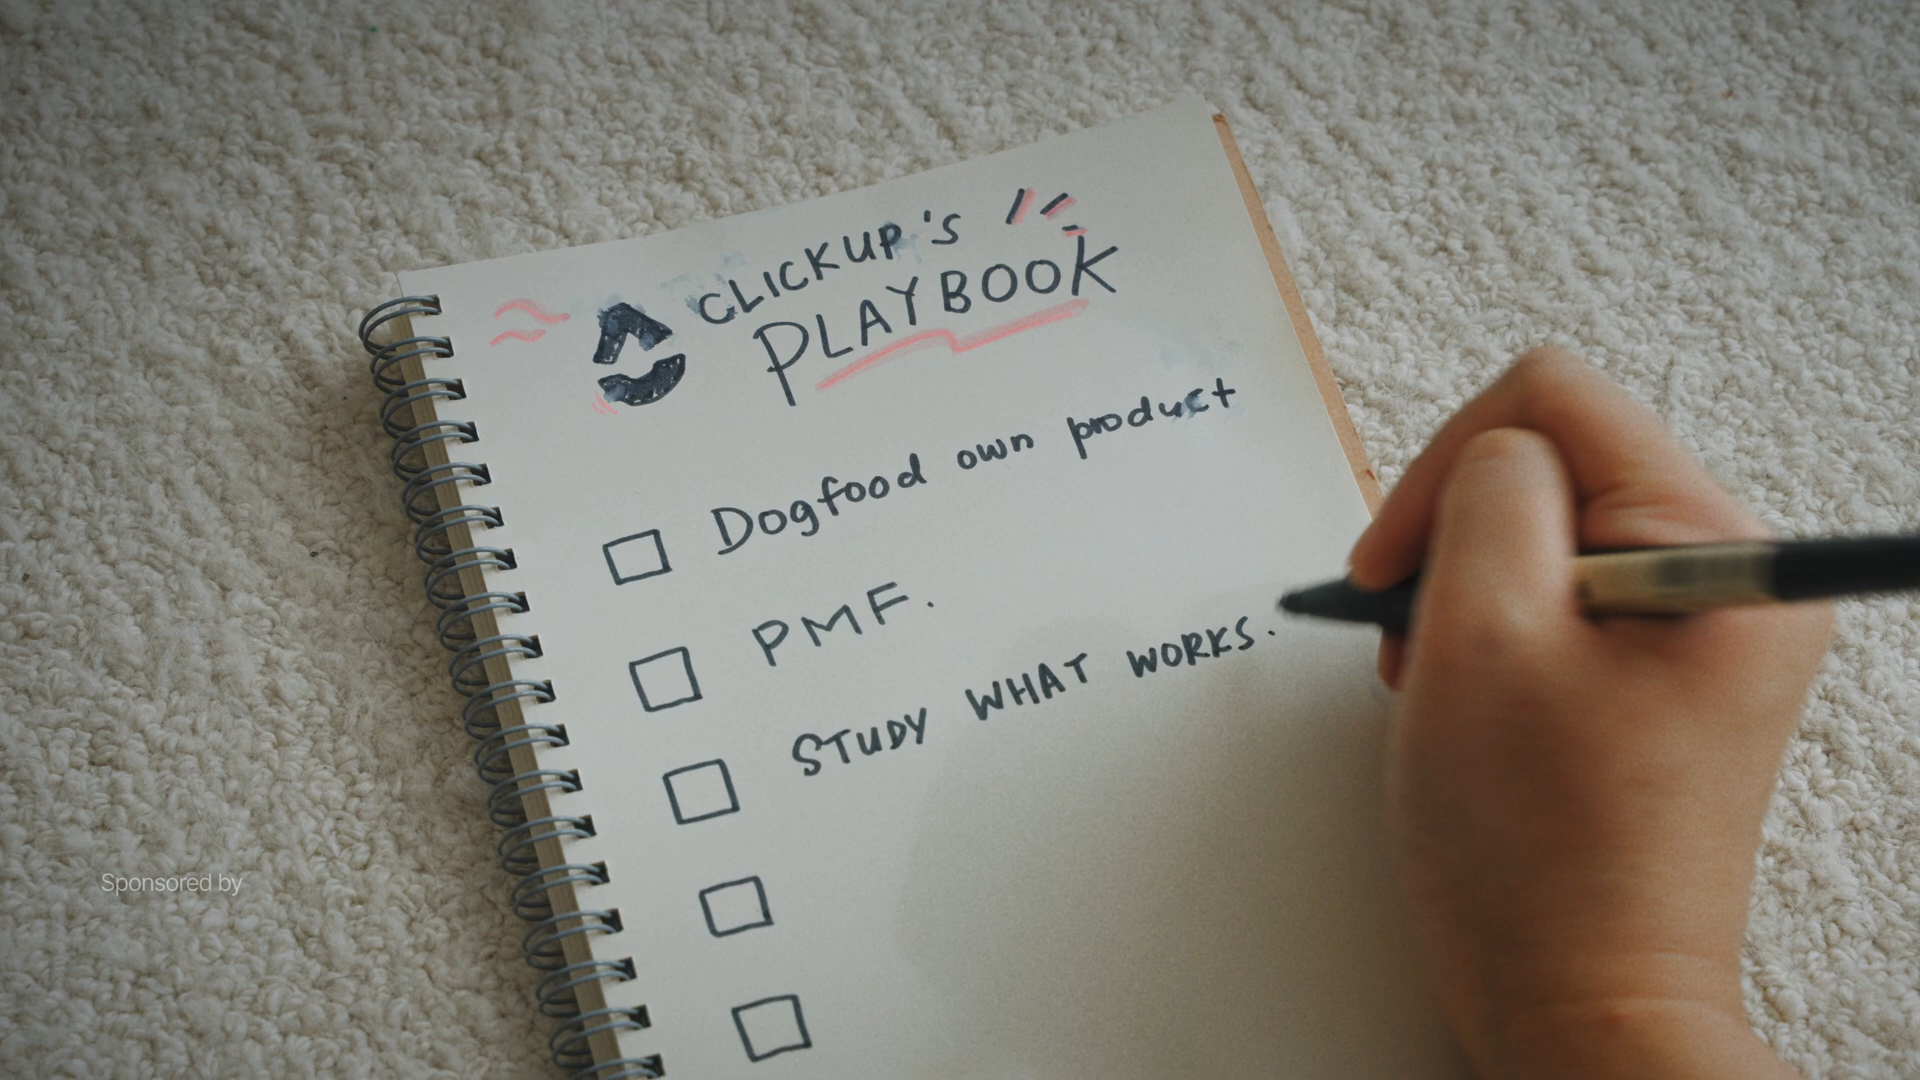 CLICKUP'S
PLAYBOOK
Dogfood own product
PMF.
STUDY WHAT WORKS.
Sponsored by